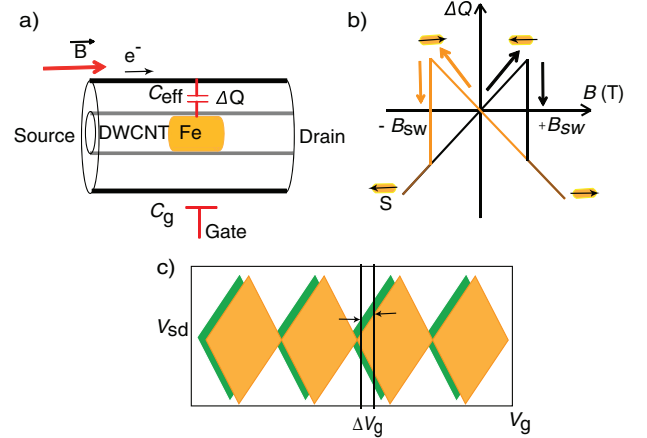 a)
B
e-
Ceff
ΔQ
Source
DWCNT
Fe
Drain
Cg
Gate
b)
ΔQ
B (T)
- Bsw
+Bsw
S
c)
Vsd
ΔVg
Vg